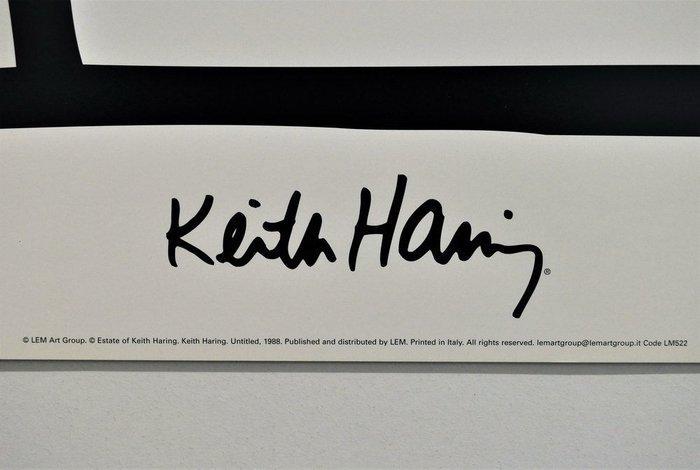 Keith Haring ®
© LEM Art Group. © Estate of Keith Haring. Keith Haring. Untitled, 1988. Published and distributed by LEM. Printed in Italy. All rights reserved. lemartgroup@lemartgroup.it Code LM522